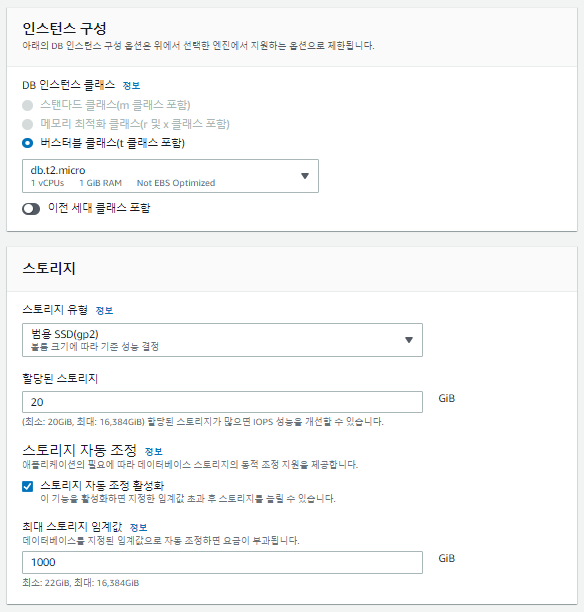 인스턴스 구성
아래의 DB 인스턴스 구성 옵션은 위에서 선택한 엔진에서 지원하는 옵션으로 제한됩니다.
DB 인스턴스 클래스 정보
스탠다드 클래스(m 클래스 포함)
메모리 최적화 클래스(r 및 x 클래스 포함)
버스터블 클래스(t 클래스 포함)
db.t2.micro
1 vCPUs 1 GiB RAM Not EBS Optimized
이전 세대 클래스 포함
스토리지
스토리지 유형 정보
범용 SSD(gp2)
볼륨 크기에 따라 기준 성능 결정
할당된 스토리지
20 GiB
(최소: 20GiB, 최대: 16,384GiB) 할당된 스토리지가 많으면 IOPS 성능을 개선할 수 있습니다.
스토리지 자동 조정 정보
애플리케이션의 필요에 따라 데이터베이스 스토리지의 동적 조정 지원을 제공합니다.
스토리지 자동 조정 활성화
이 기능을 활성화하면 지정한 임계값 초과 후 스토리지를 늘릴 수 있습니다.
최대 스토리지 임계값 정보
데이터베이스를 지정된 임계값으로 자동 조정하면 요금이 부과됩니다.
1000 GiB
최소: 22GiB, 최대: 16,384GiB